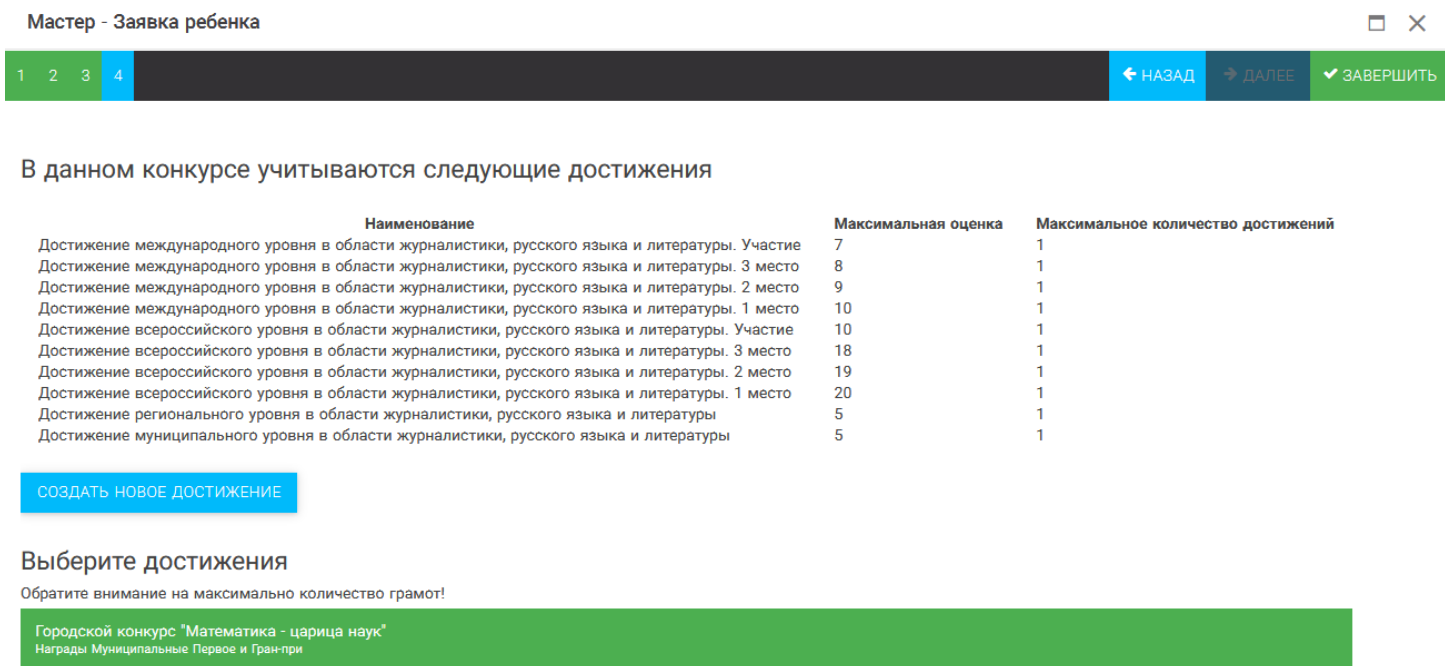 Мастер - Заявка ребенка
1 2 3 4 НАЗАД ДАЛЕЕ ЗАВЕРШИТЬ
В данном конкурсе учитываются следующие достижения
Наименование Максимальная оценка Максимальное количество достижений
Достижение международного уровня в области журналистики, русского языка и литературы. Участие 7 1
Достижение международного уровня в области журналистики, русского языка и литературы. 3 место 8 1
Достижение международного уровня в области журналистики, русского языка и литературы. 2 место 9 1
Достижение международного уровня в области журналистики, русского языка и литературы. 1 место 10 1
Достижение всероссийского уровня в области журналистики, русского языка и литературы. Участие 10 1
Достижение всероссийского уровня в области журналистики, русского языка и литературы. 3 место 18 1
Достижение всероссийского уровня в области журналистики, русского языка и литературы. 2 место 19 1
Достижение всероссийского уровня в области журналистики, русского языка и литературы. 1 место 20 1
Достижение регионального уровня в области журналистики, русского языка и литературы 5 1
Достижение муниципального уровня в области журналистики, русского языка и литературы 5 1
СОЗДАТЬ НОВОЕ ДОСТИЖЕНИЕ
Выберите достижения
Обратите внимание на максимально количество грамот!
Городской конкурс "Математика - царица наук"
Награды Муниципальные Первое и Гран-при